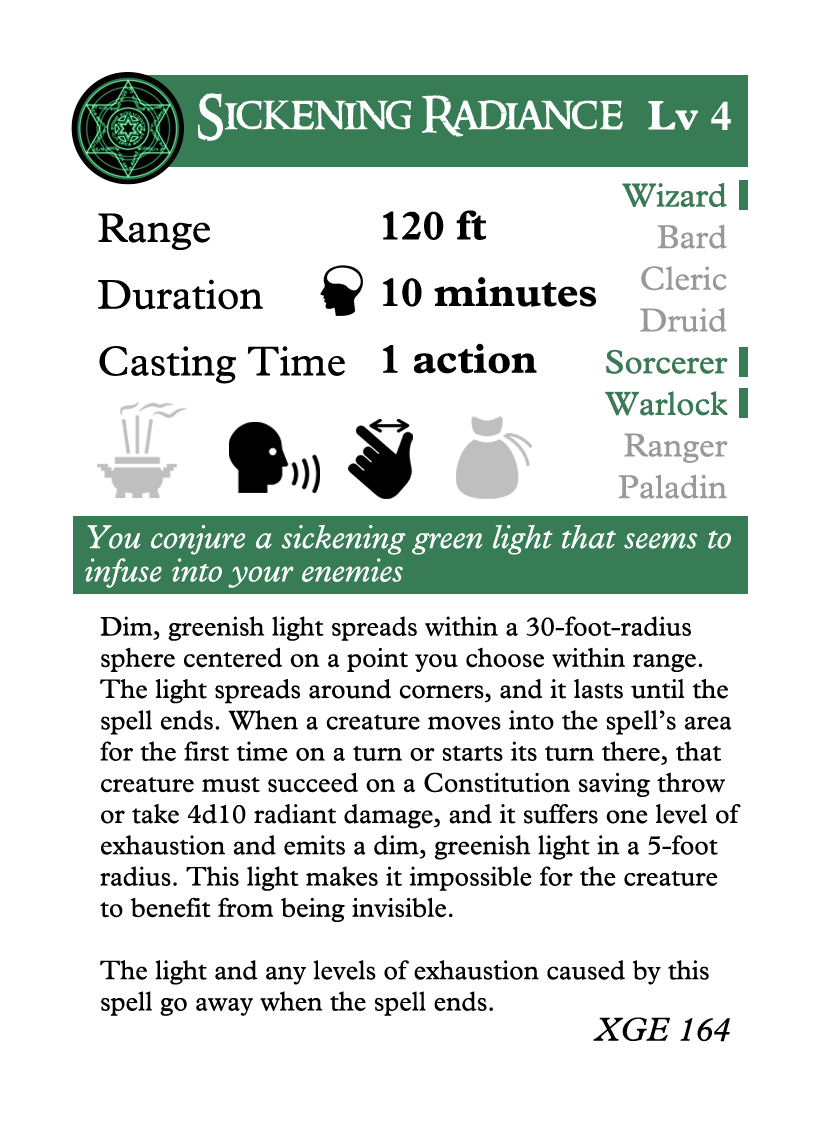 Sickening Radiance Lv 4
Range 120 ft
Duration 10 minutes
Casting Time 1 action
Wizard
Bard
Cleric
Druid
Sorcerer
Warlock
Ranger
Paladin
You conjure a sickening green light that seems to
infuse into your enemies
Dim, greenish light spreads within a 30-foot-radius
sphere centered on a point you choose within range.
The light spreads around corners, and it lasts until the
spell ends. When a creature moves into the spell’s area
for the first time on a turn or starts its turn there, that
creature must succeed on a Constitution saving throw
or take 4d10 radiant damage, and it suffers one level of
exhaustion and emits a dim, greenish light in a 5-foot
radius. This light makes it impossible for the creature
to benefit from being invisible.
The light and any levels of exhaustion caused by this
spell go away when the spell ends.
XGE 164